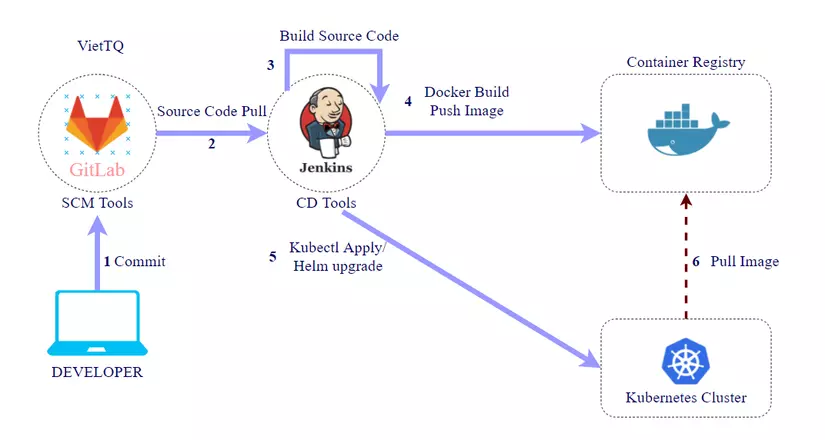 VietTQ
GitLab
SCM Tools
1 Commit
DEVELOPER
Source Code Pull
2
3
Build Source Code
Jenkins
CD Tools
4
Docker Build
Push Image
Container Registry
5
Kubectl Apply/
Helm upgrade
6 Pull Image
Kubernetes Cluster